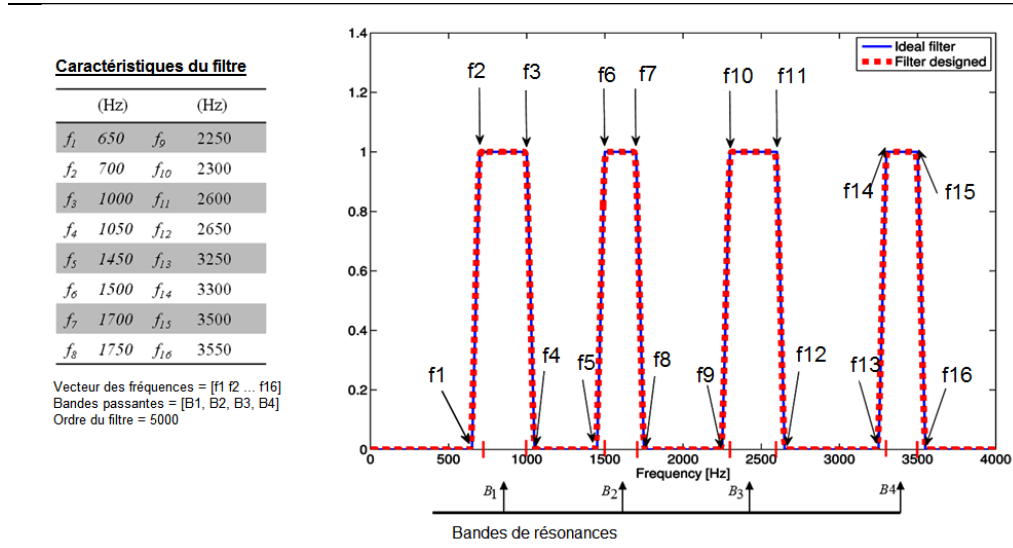 Caractéristiques du filtre
(Hz) (Hz)
f1 650 f9 2250
f2 700 f10 2300
f3 1000 f11 2600
f4 1050 f12 2650
f5 1450 f13 3250
f6 1500 f14 3300
f7 1700 f15 3500
f8 1750 f16 3550
Vecteur des fréquences = [f1 f2 ... f16]
Bandes passantes = [B1, B2, B3, B4]
Ordre du filtre = 5000
1.4
1.2
1
0.8
0.6
0.4
0.2
0
Ideal filter
Filter designed
f2 f3 f6 f7 f10 f11
f14 f15
f1 f4 f5 f8 f9 f12 f13 f16
0 500 1000 1500 2000 2500 3000 3500 4000
Frequency [Hz]
B1 B2 B3 B4
Bandes de résonances